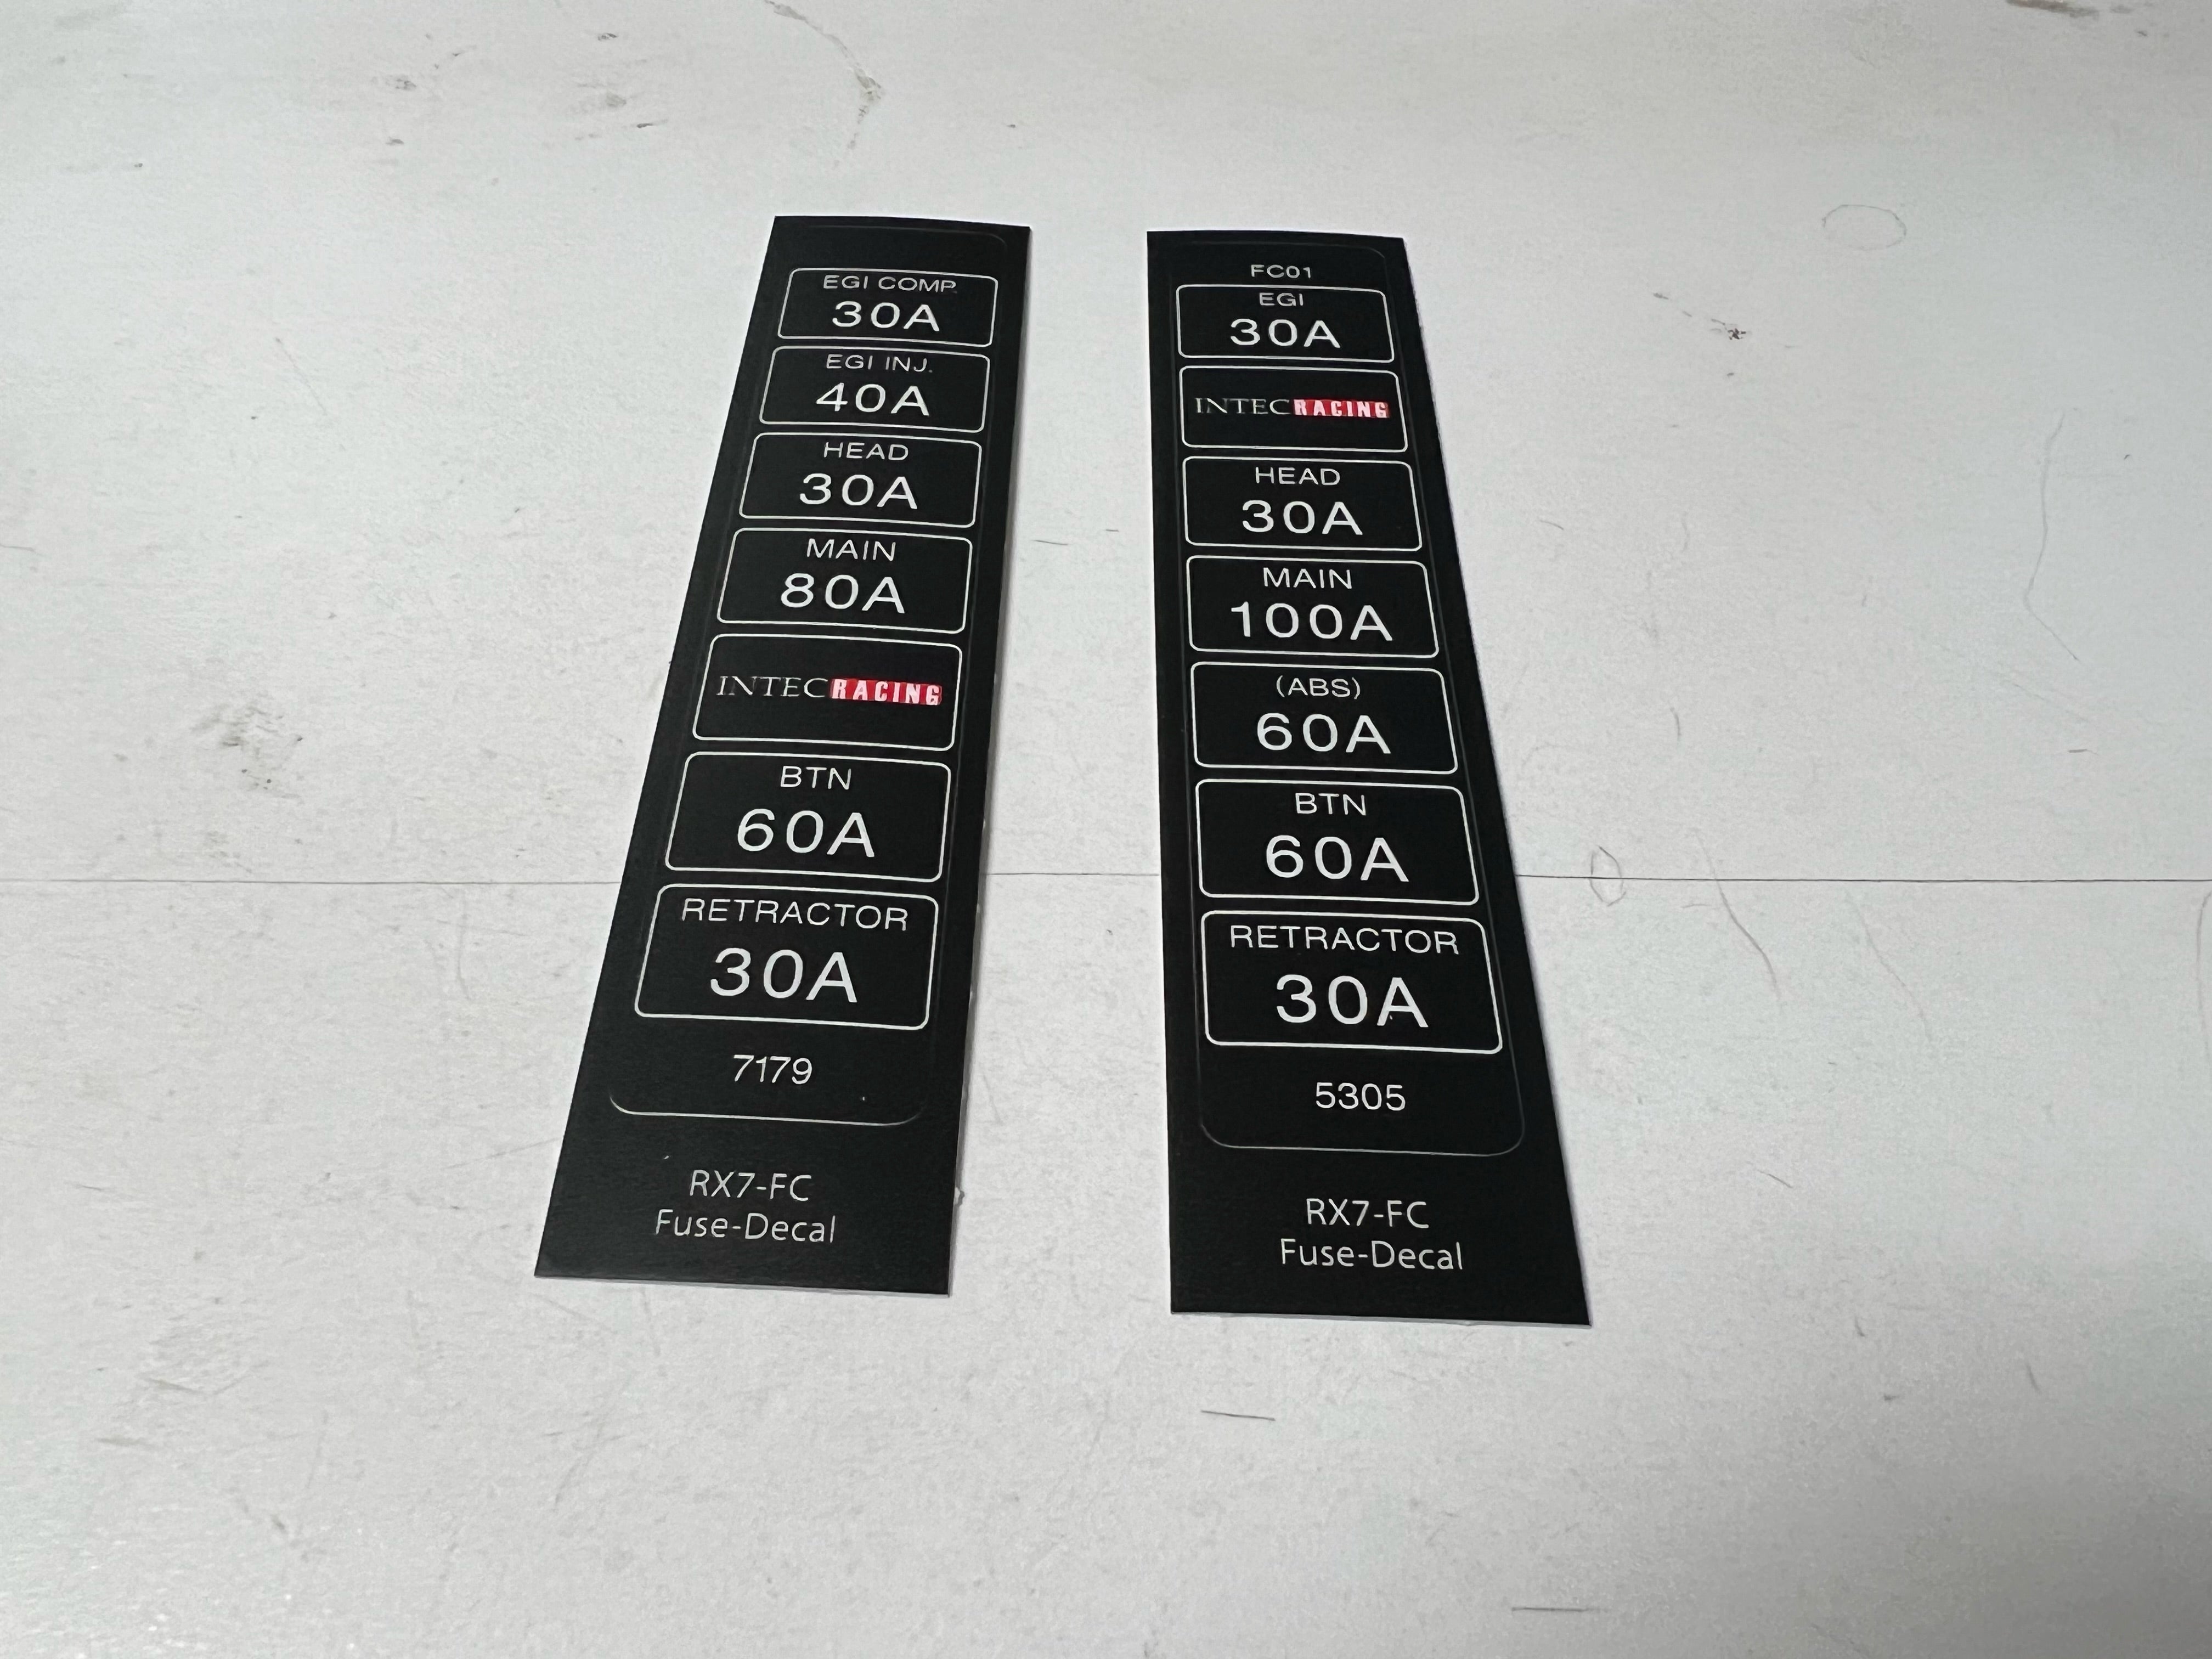 EGI COMP.
30A
EGI INJ.
40A
HEAD
30A
MAIN
80A
INTEC RACING
BTN
60A
RETRACTOR
30A
7179
RX7-FC
Fuse-Decal
FC01
EGI
30A
INTEC RACING
HEAD
30A
MAIN
100A
(ABS)
60A
BTN
60A
RETRACTOR
30A
5305
RX7-FC
Fuse-Decal